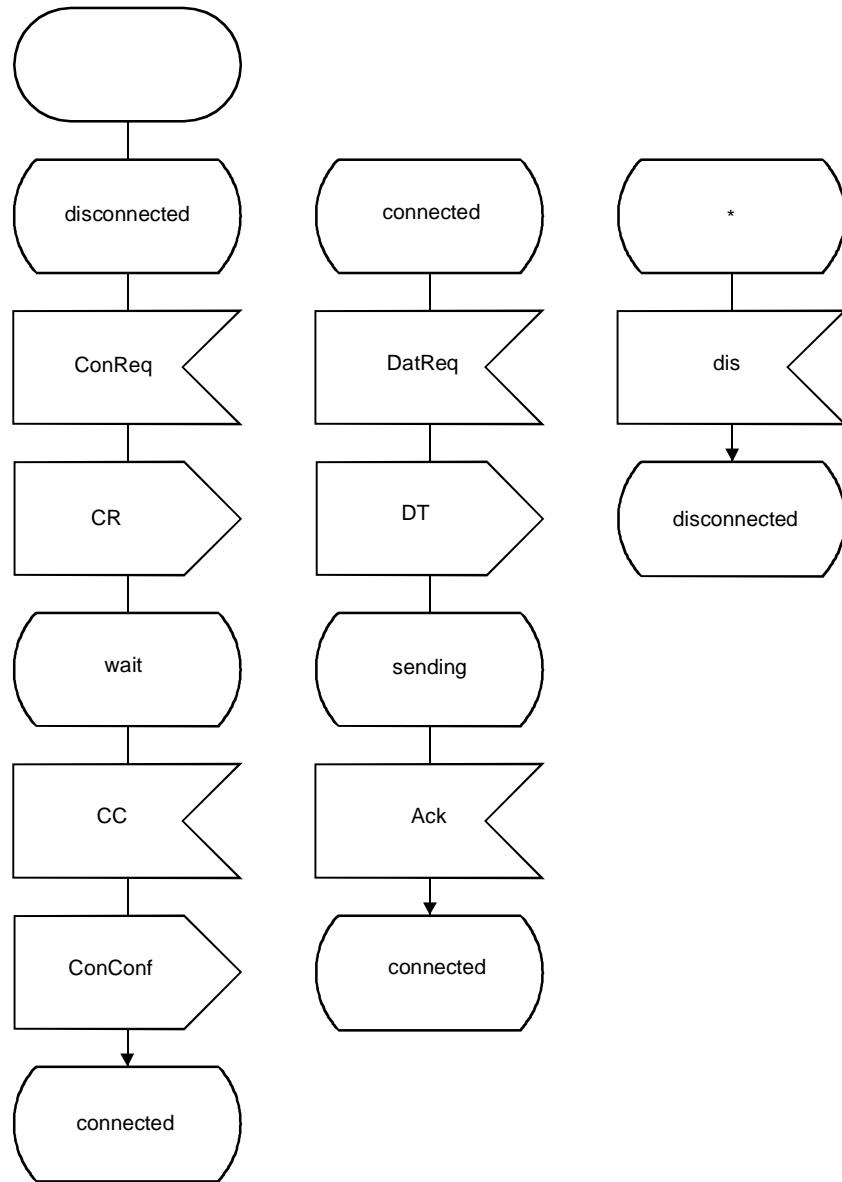 disconnected
ConReq
CR
wait
CC
ConConf
connected
connected
DatReq
DT
sending
Ack
connected
*
dis
disconnected